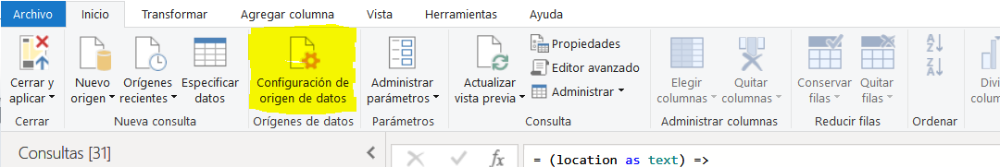 Archivo Inicio Transformar Agregar columna Vista Herramientas Ayuda
Cerrar y aplicar
Nuevo origen
Orígenes recientes
Especificar datos
Configuración de origen de datos
Administrar parámetros
Actualizar vista previa
Propiedades
Editor avanzado
Administrar
Elegir columnas
Quitar columnas
Conservar filas
Quitar filas
A Z
Z A
Cerrar Nueva consulta Orígenes de datos Parámetros Consulta Administrar columnas Reducir filas Ordenar
Consultas [31] fx = (location as text) =>